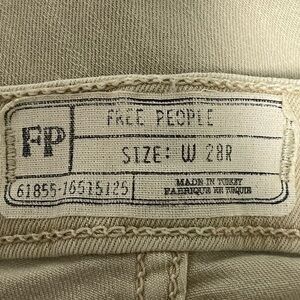 FP
FREE PEOPLE
SIZE: W 28R
61855-16515125
MADE IN TURKEY
FABRIQUE EN TURQUIE